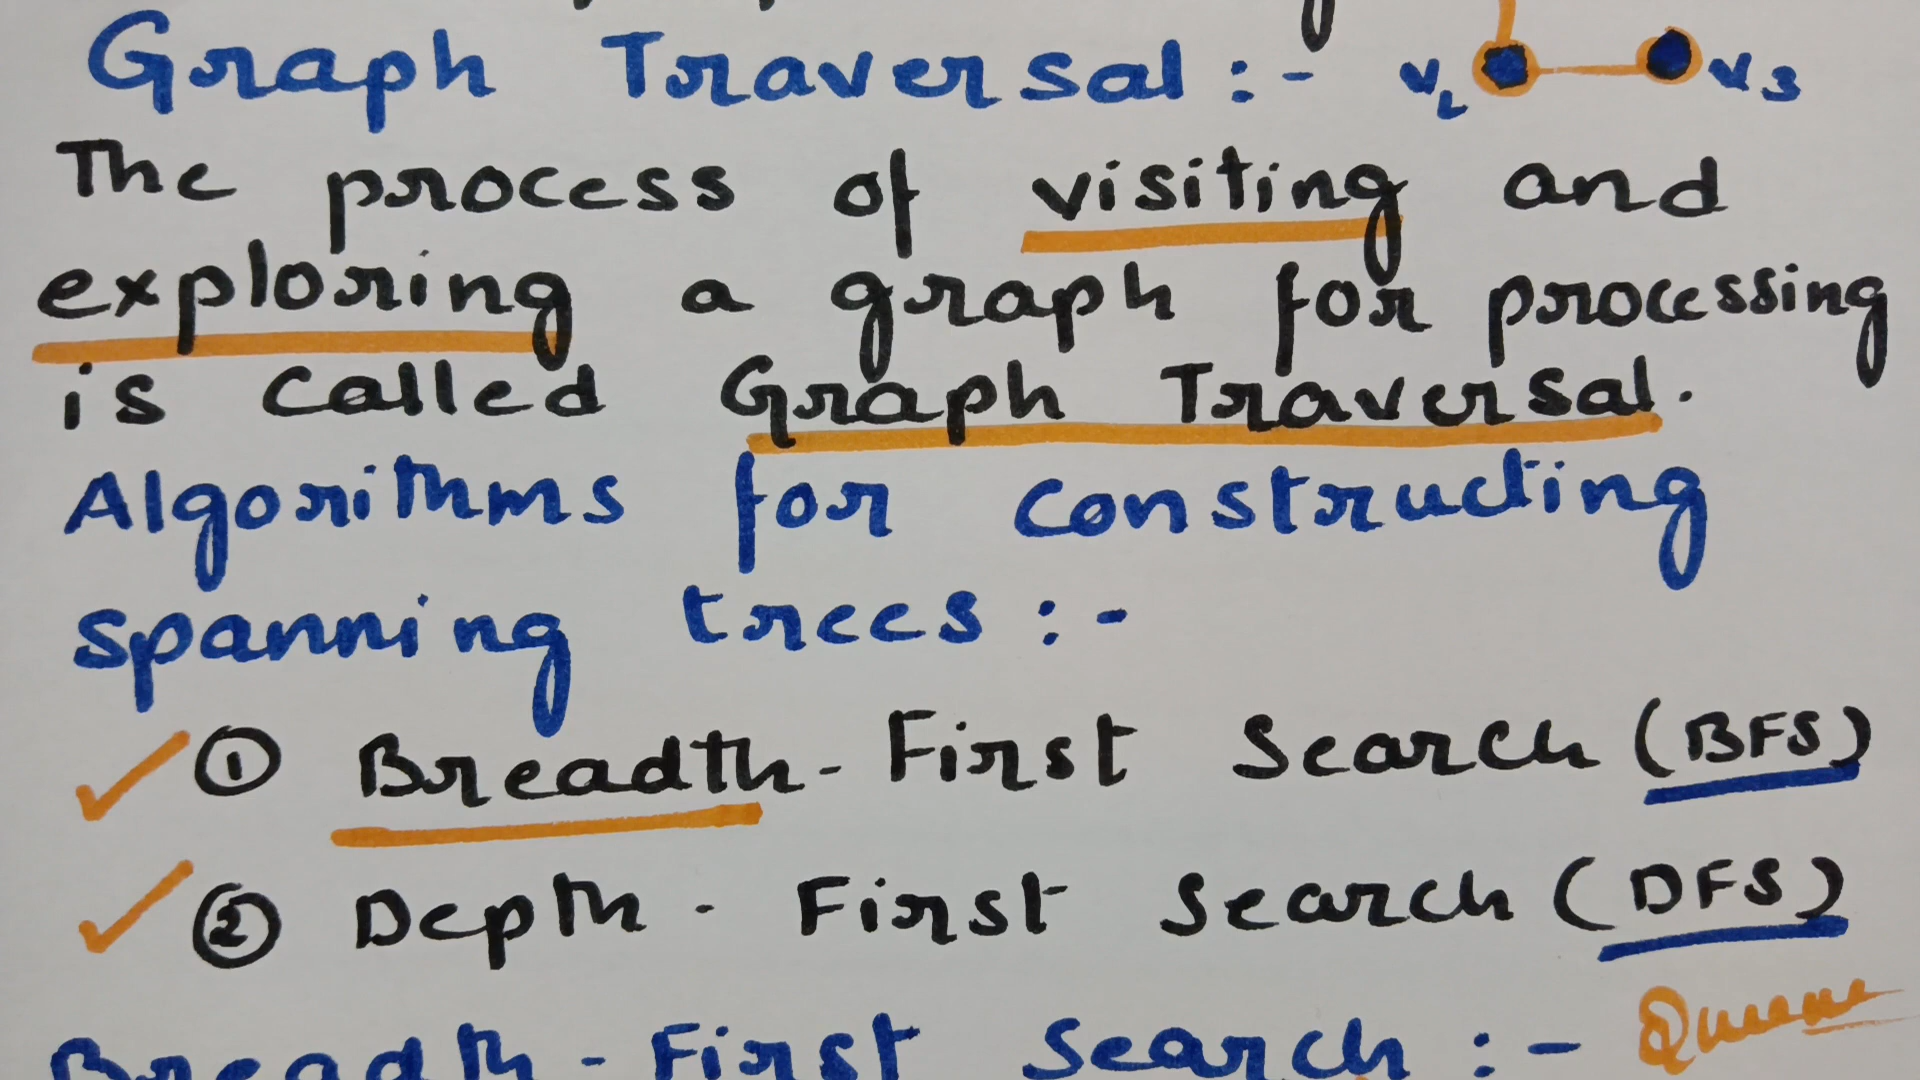 Graph Traversal :- v2 v3
The process of visiting and
exploring a graph for processing
is called Graph Traversal.
Algorithms for constructing
spanning trees :-
① Breadth-First Search (BFS)
② Depth-First Search (DFS)
Breadth-First Search :-